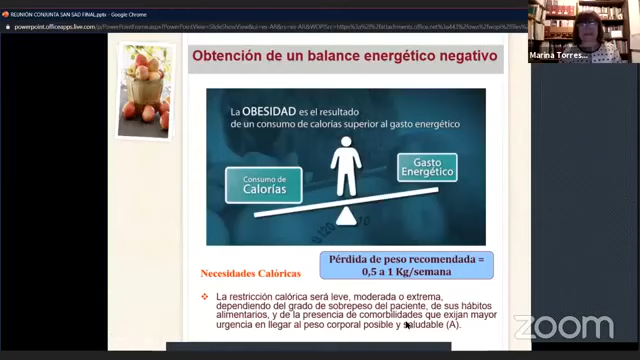 REUNIÓN CONJUNTA SAN SAD FINAL.pptx - Google Chrome
powerpoint.officeapps.live.com
Marina Torres...
Obtención de un balance energético negativo
La OBESIDAD es el resultado
de un consumo de calorías superior al gasto energético
Consumo de
Calorías
Gasto
Energético
Pérdida de peso recomendada =
0,5 a 1 Kg/semana
Necesidades Calóricas
La restricción calórica será leve, moderada o extrema,
dependiendo del grado de sobrepeso del paciente, de sus hábitos
alimentarios, y de la presencia de comorbilidades que exijan mayor
urgencia en llegar al peso corporal posible y saludable (A).
zoom